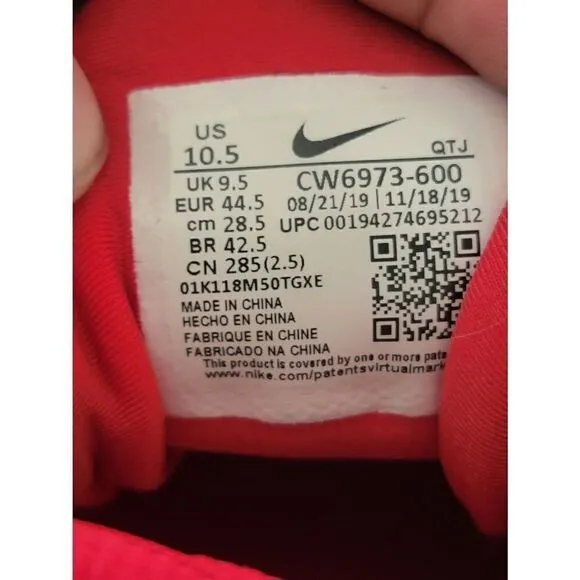 US
10.5
QTJ
UK 9.5 CW6973-600
EUR 44.5 08/21/19 | 11/18/19
cm 28.5 UPC 00194274695212
BR 42.5
CN 285(2.5)
01K118M50TGXE
MADE IN CHINA
HECHO EN CHINA
FABRIQUE EN CHINE
FABRICADO NA CHINA
This product is covered by one or more
www.nike.com/patentsvirtualmark